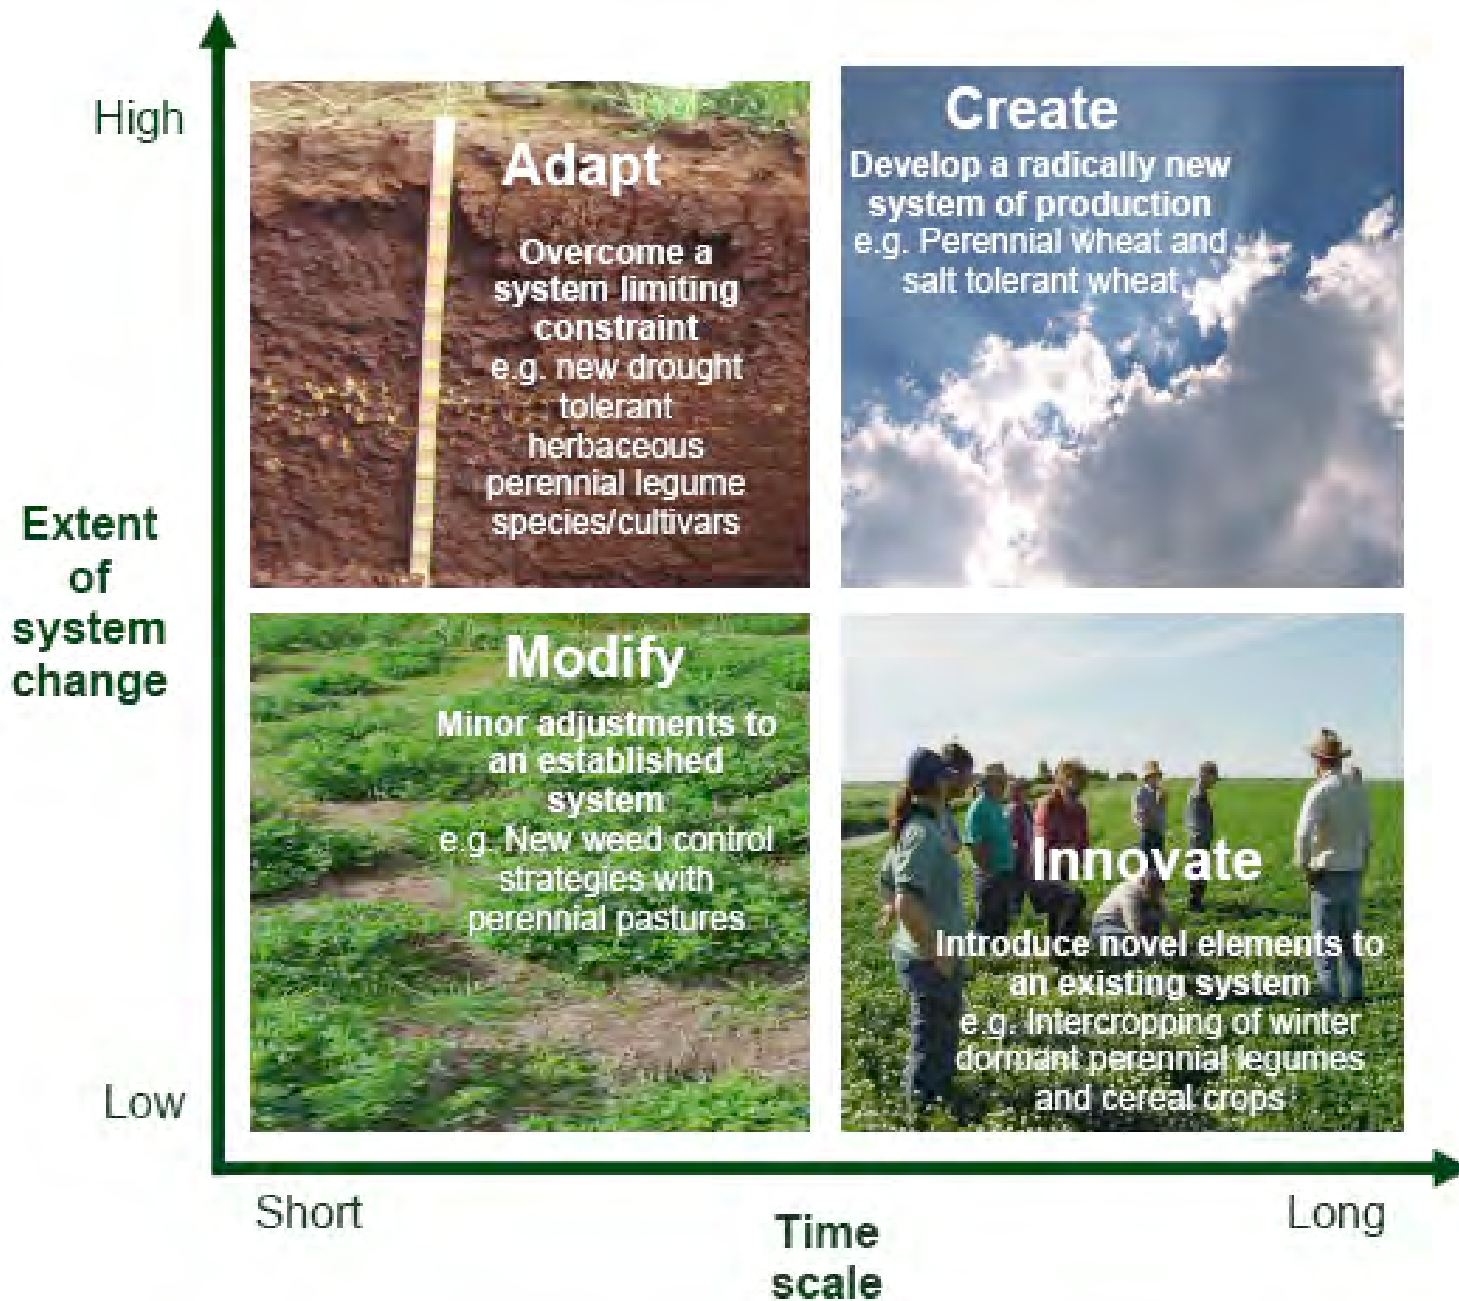 High
Adapt
Overcome a
system limiting
constraint
e.g. new drought
tolerant
herbaceous
perennial legume
species/cultivars
Create
Develop a radically new
system of production
e.g. Perennial wheat and
salt tolerant wheat
Extent
of
system
change
Modify
Minor adjustments to
an established
system
e.g. New weed control
strategies with
perennial pastures
Innovate
Introduce novel elements to
an existing system
e.g. Intercropping of winter
dormant perennial legumes
and cereal crops
Low
Short
Long
Time
scale